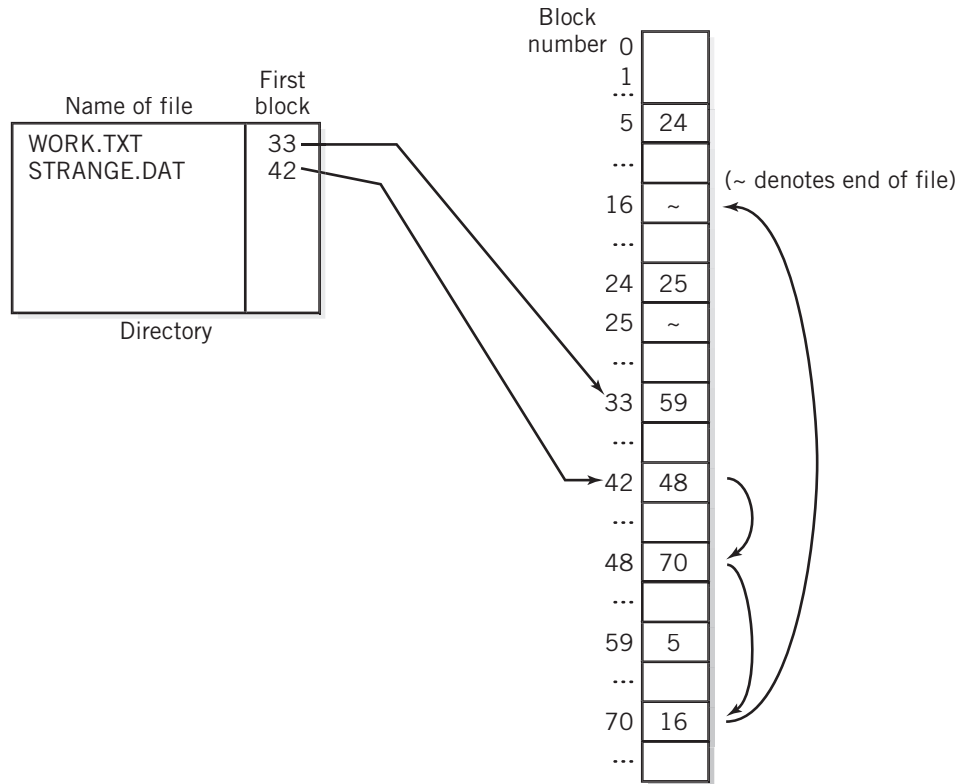 Name of file
First
block
WORK.TXT 33
STRANGE.DAT 42
Directory
Block
number 0
1
...
5 24
...
(~ denotes end of file)
16 ~
...
24 25
25 ~
...
33 59
...
42 48
...
48 70
...
59 5
...
70 16
...